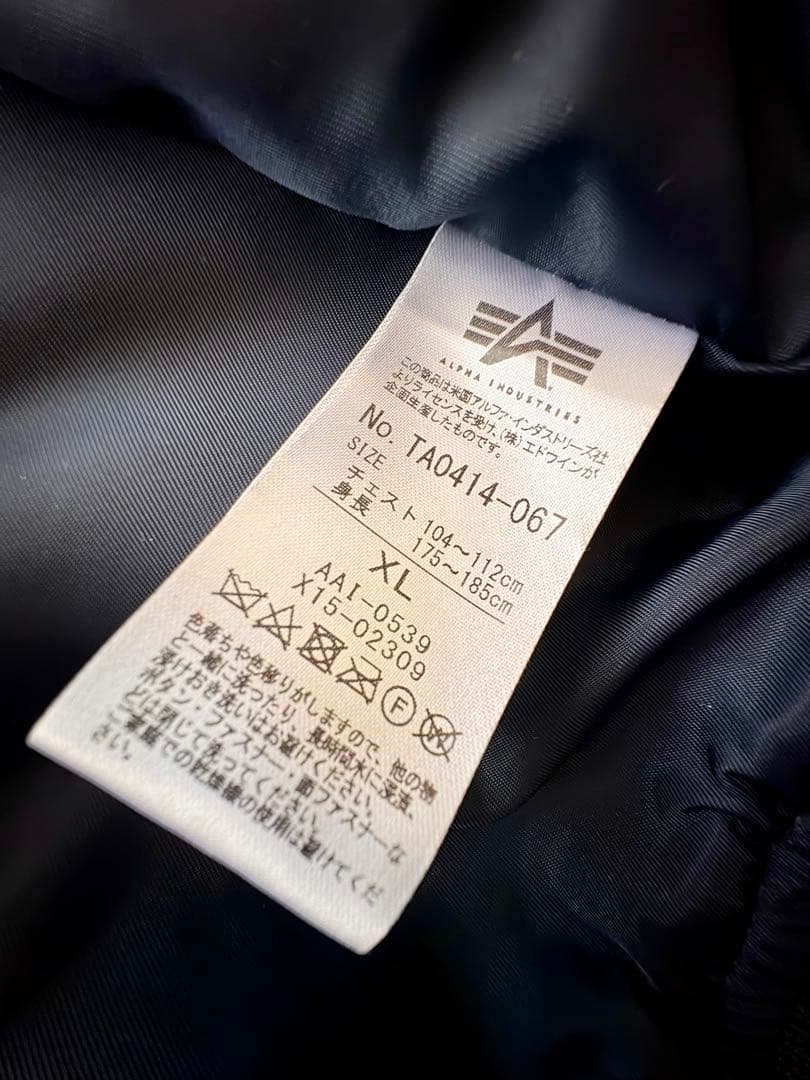 ALPHA INDUSTRIES
この商品は米国アルファ・インダストリーズ社
よりライセンスを受け、(株)エドウインが
企画生産したものです。
No. TA0414-067
SIZE
チェスト 104～112cm
身長 175～185cm
XL
AAI-0539
X15-02309
F
色落ちや色移りがしますので、他の物
と一緒に洗ったり、長時間水に浸漬、
浸けおき洗いはお避けください。
ボタン・ファスナー・面ファスナーな
どは閉じて洗ってください。
ご家庭での乾燥機の使用は避けてくだ
さい。